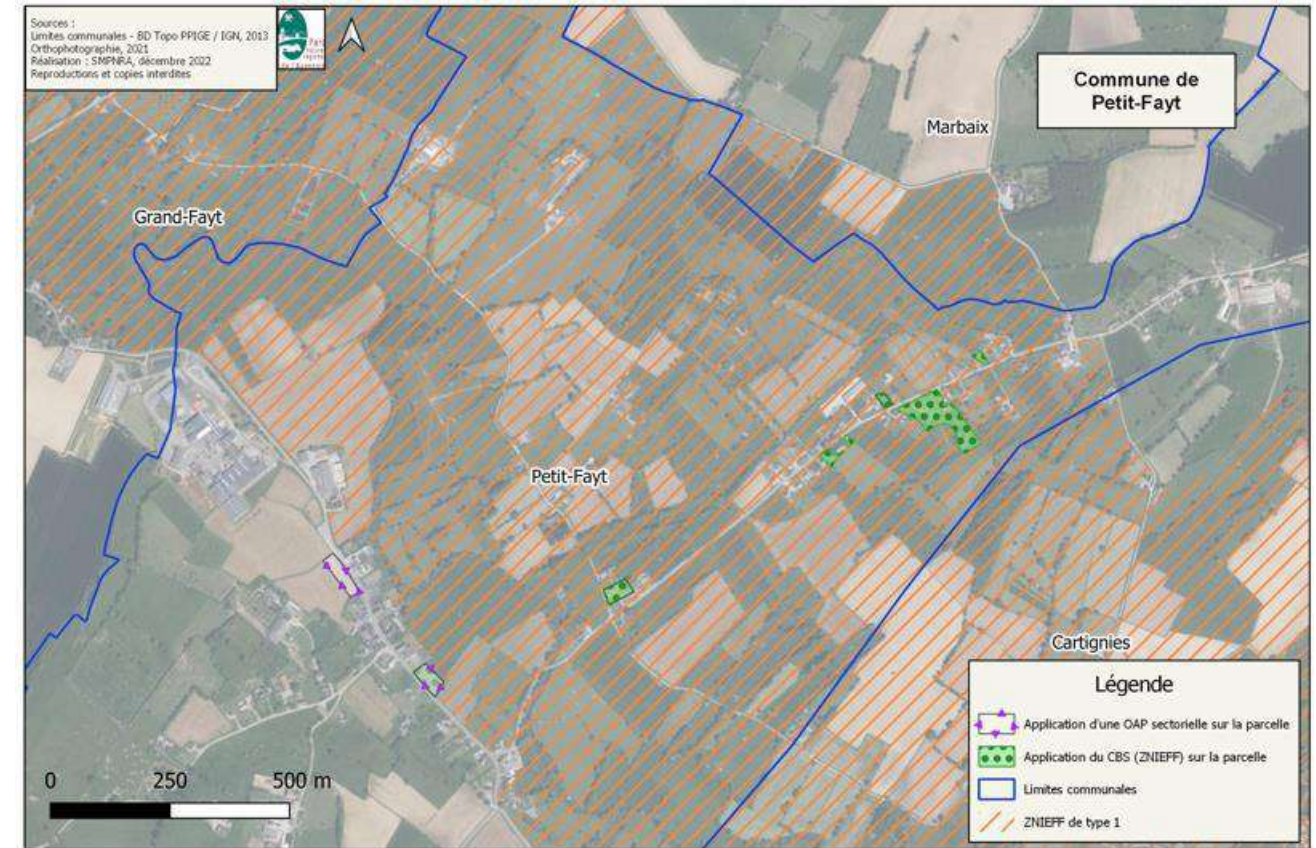 Sources :
Limites communales - BD Topo PPIGE / IGN, 2013
Orthophotographie, 2021
Réalisation : SMPNRA, décembre 2022
Reproductions et copies interdites
Commune de
Petit-Fayt
Marbaix
Grand-Fayt
Petit-Fayt
Cartignies
Légende
Application d'une OAP sectorielle sur la parcelle
Application du CBS (ZNIEFF) sur la parcelle
Limites communales
ZNIEFF de type 1
0 250 500 m